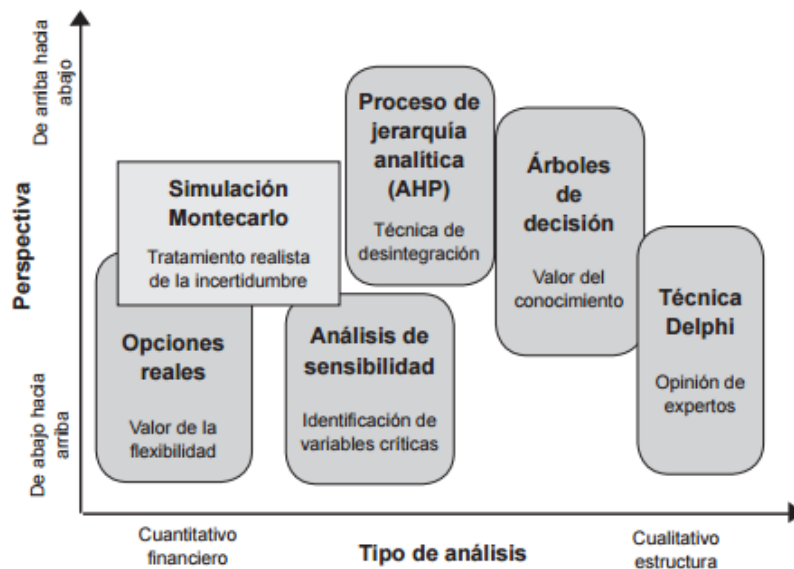 De arriba hacia
abajo
Perspectiva
De abajo hacia
arriba
Proceso de
jerarquía
analítica
(AHP)
Técnica de
desintegración
Árboles
de
decisión
Valor del
conocimiento
Simulación
Montecarlo
Tratamiento realista
de la incertidumbre
Opciones
reales
Valor de la
flexibilidad
Análisis de
sensibilidad
Identificación de
variables críticas
Técnica
Delphi
Opinión de
expertos
Cuantitativo
financiero
Tipo de análisis
Cualitativo
estructura